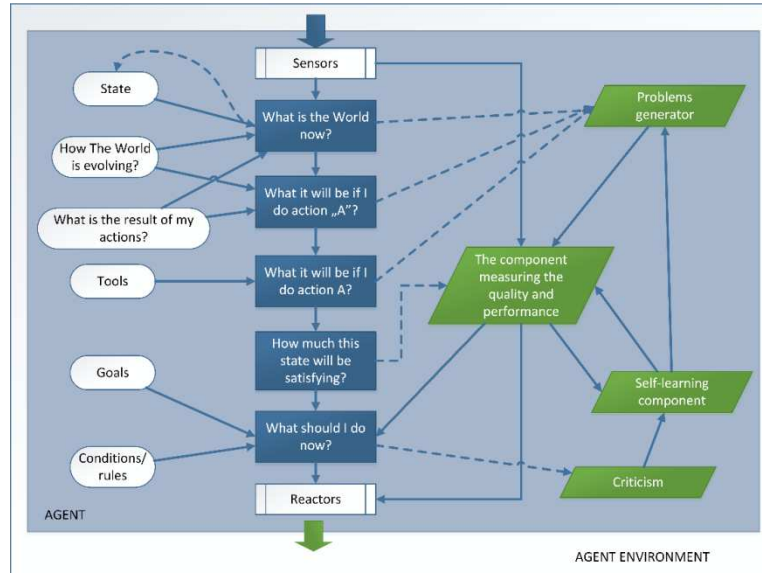 Sensors
State
What is the World
now?
Problems
generator
How The World
is evolving?
What it will be if I
do action „A”?
What is the result of my
actions?
The component
measuring the
quality and
performance
What it will be if I
do action A?
Tools
How much this
state will be
satisfying?
Goals
Self-learning
component
What should I do
now?
Conditions/
rules
Criticism
Reactors
AGENT
AGENT ENVIRONMENT